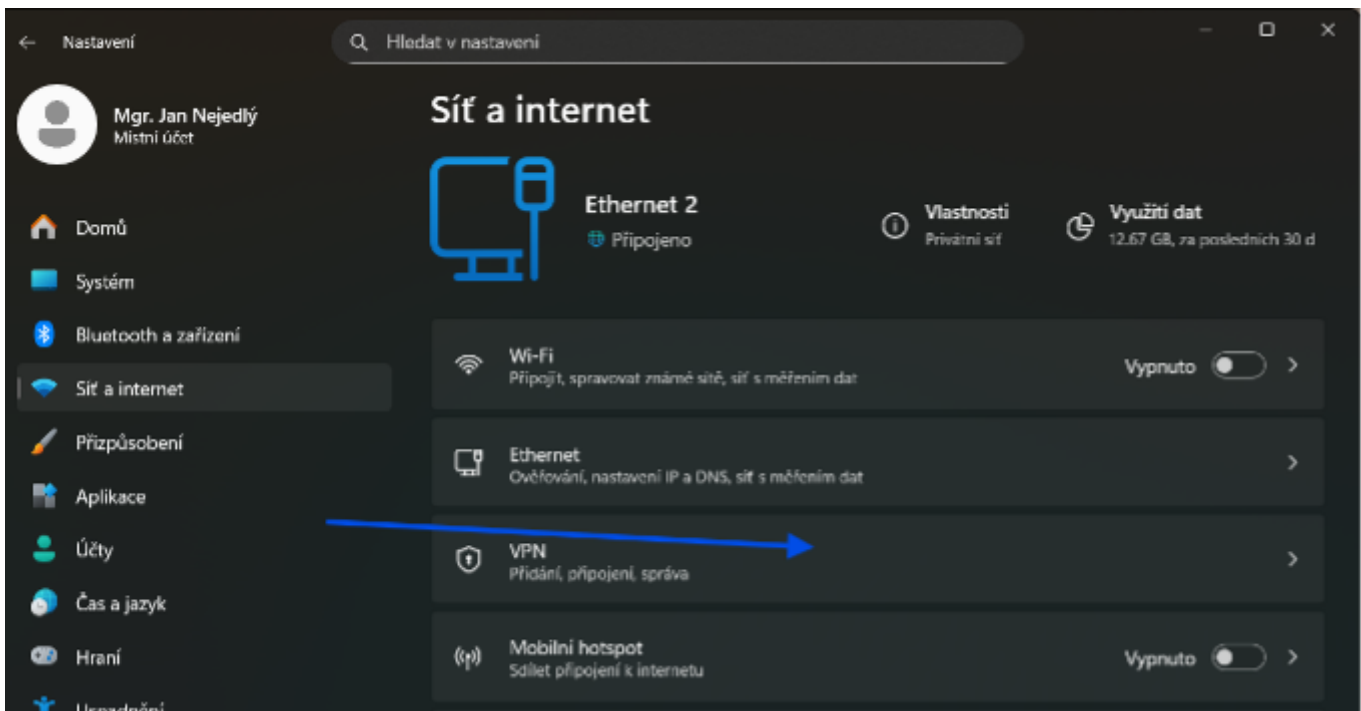 Nastavení
Hledat v nastavení
Mgr. Jan Nejedlý
Místní účet
Domů
Systém
Bluetooth a zařízení
Síť a internet
Přizpůsobení
Aplikace
Účty
Čas a jazyk
Hraní
Usnadnění
Síť a internet
Ethernet 2
Připojeno
Vlastnosti
Privátní síť
Využití dat
12.67 GB, za posledních 30 d
Wi-Fi
Připojit, spravovat známé sítě, síť s měřením dat
Vypnuto
Ethernet
Ověřování, nastavení IP a DNS, síť s měřením dat
VPN
Přidání, připojení, správa
Mobilní hotspot
Sdílet připojení k internetu
Vypnuto